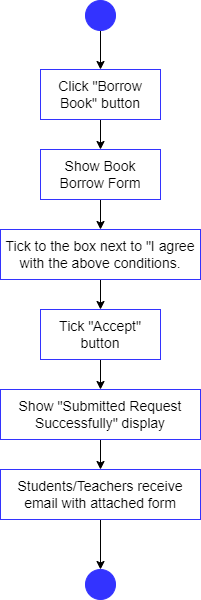 Click "Borrow
Book" button
Show Book
Borrow Form
Tick to the box next to "I agree
with the above conditions.
Tick "Accept"
button
Show "Submitted Request
Successfully" display
Students/Teachers receive
email with attached form